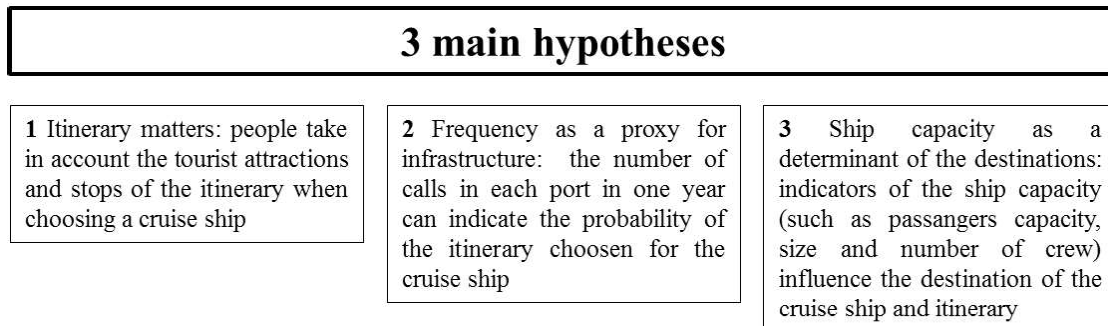 3 main hypotheses
1 Itinerary matters: people take
in account the tourist attractions
and stops of the itinerary when
choosing a cruise ship
2 Frequency as a proxy for
infrastructure: the number of
calls in each port in one year
can indicate the probability of
the itinerary choosen for the
cruise ship
3 Ship capacity as a
determinant of the destinations:
indicators of the ship capacity
(such as passangers capacity,
size and number of crew)
influence the destination of the
cruise ship and itinerary